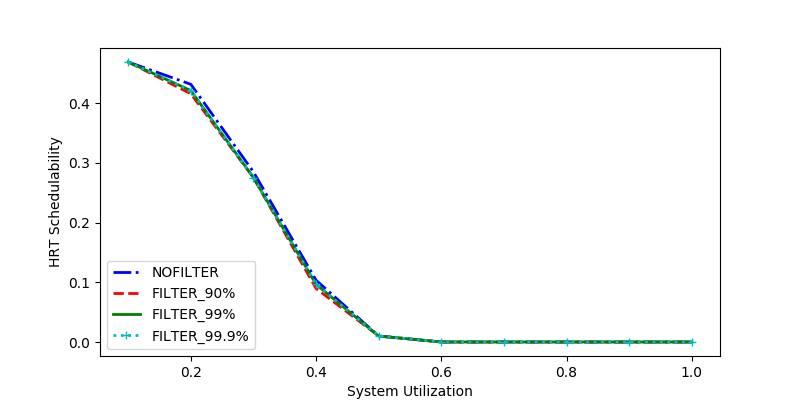 HRT Schedulability
0.4
0.3
0.2
0.1
0.0
NOFILTER
FILTER_90%
FILTER_99%
FILTER_99.9%
0.2 0.4 0.6 0.8 1.0
System Utilization